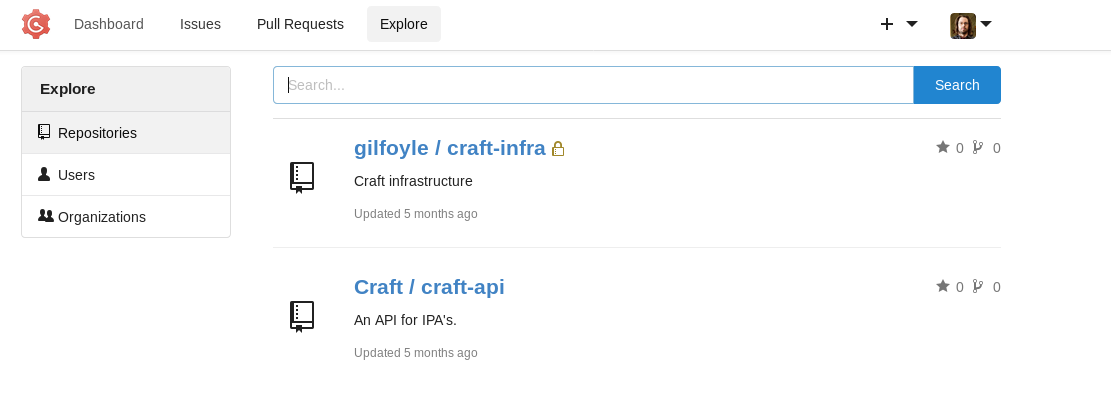 Dashboard Issues Pull Requests Explore
Explore
Repositories
Users
Organizations
Search... Search
gilfoyle / craft-infra 0 0
Craft infrastructure
Updated 5 months ago
Craft / craft-api 0 0
An API for IPA's.
Updated 5 months ago